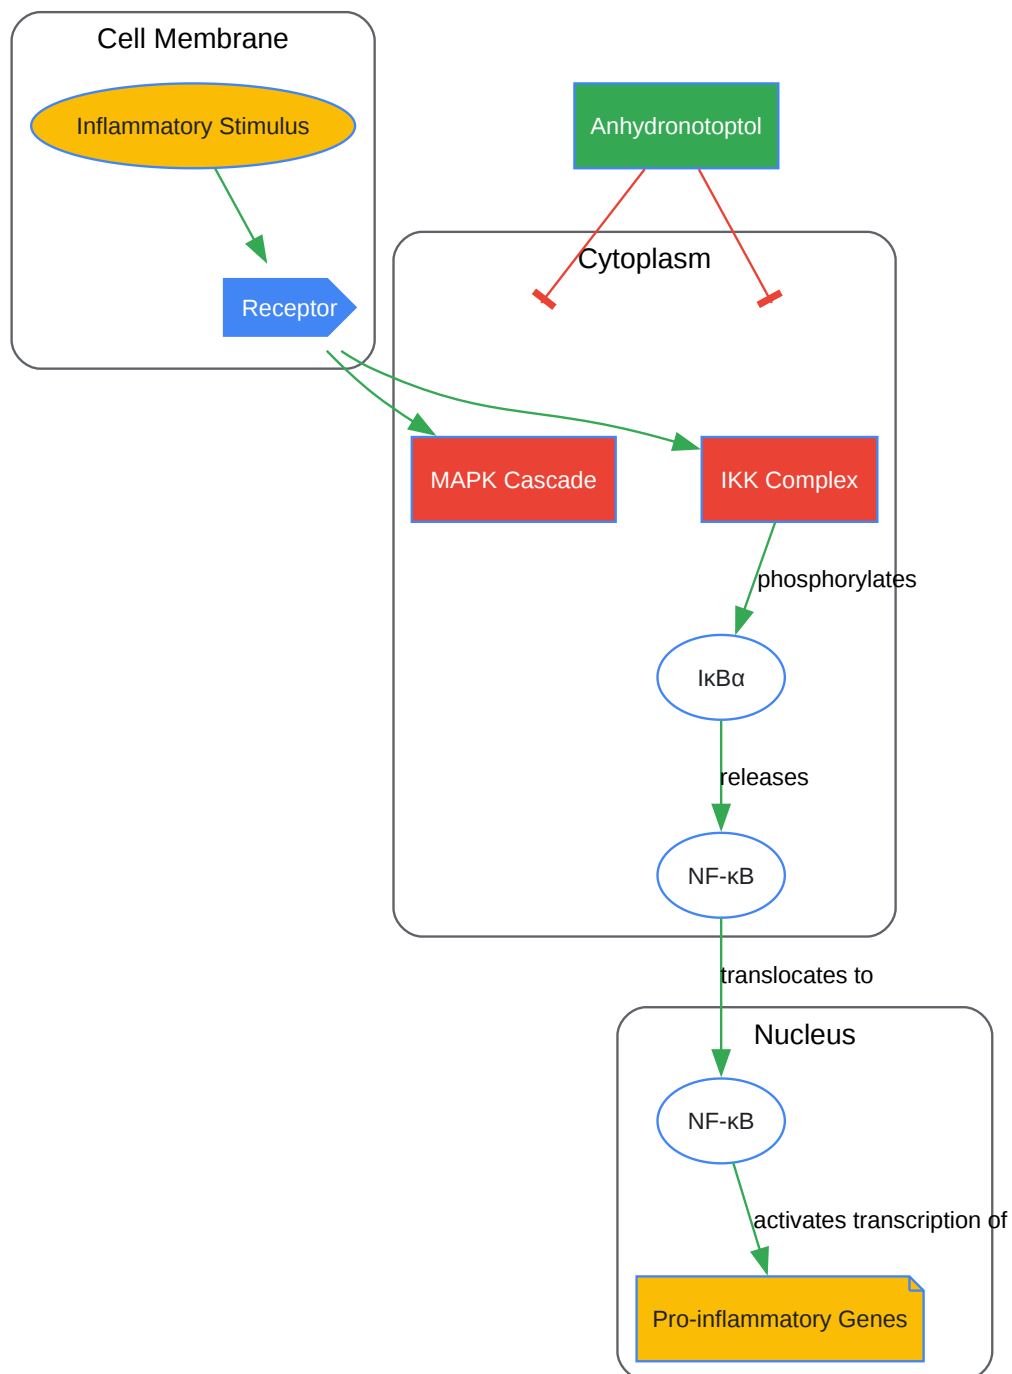 Cell Membrane
Inflammatory Stimulus
Anhydronotoptol
Cytoplasm
Receptor
MAPK Cascade
IKK Complex
phosphorylates
IκBα
releases
NF-κB
translocates to
Nucleus
NF-κB
activates transcription of
Pro-inflammatory Genes